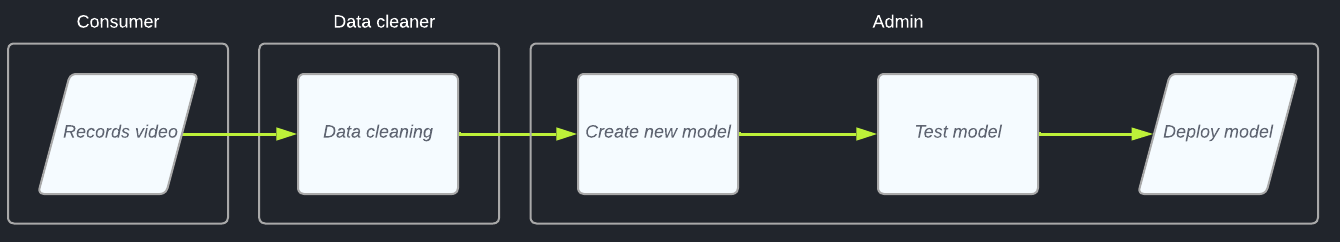 Consumer
Data cleaner
Admin
Records video
Data cleaning
Create new model
Test model
Deploy model